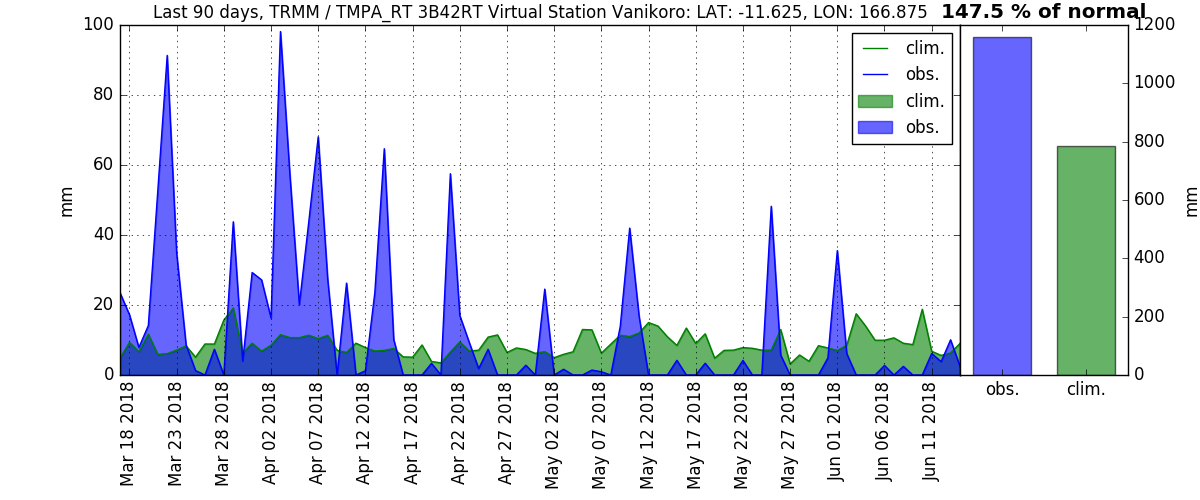 Last 90 days, TRMM / TMPA_RT 3B42RT Virtual Station Vanikoro: LAT: -11.625, LON: 166.875 147.5 % of normal
100
80
60
40
20
0
mm
clim.
obs.
clim.
obs.
Mar 18 2018
Mar 23 2018
Mar 28 2018
Apr 02 2018
Apr 07 2018
Apr 12 2018
Apr 17 2018
Apr 22 2018
Apr 27 2018
May 02 2018
May 07 2018
May 12 2018
May 17 2018
May 22 2018
May 27 2018
Jun 01 2018
Jun 06 2018
Jun 11 2018
1200
1000
800
600
400
200
0
mm
obs. clim.